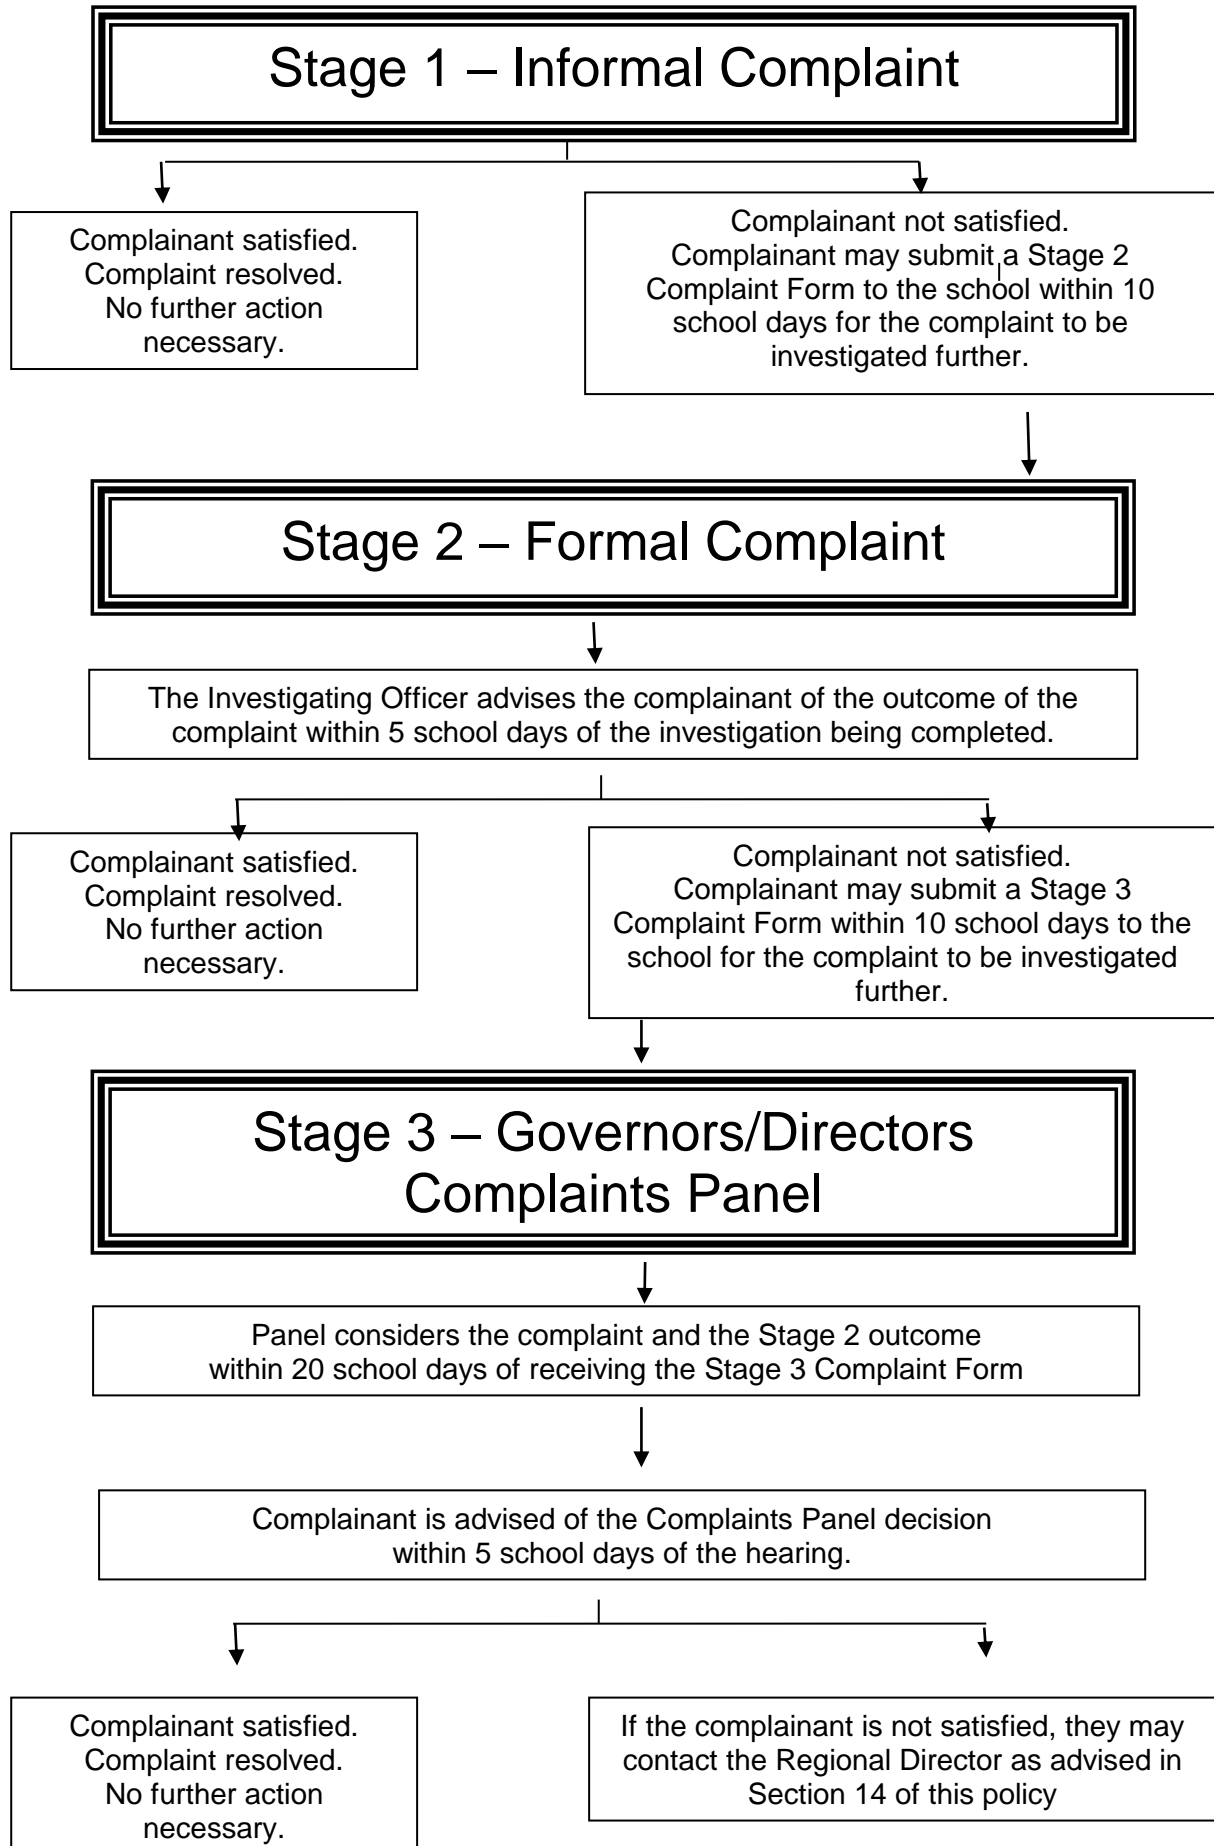 Stage 1 – Informal Complaint
Complainant satisfied.
Complaint resolved.
No further action
necessary.
Complainant not satisfied.
Complainant may submit a Stage 2
Complaint Form to the school within 10
school days for the complaint to be
investigated further.
Stage 2 – Formal Complaint
The Investigating Officer advises the complainant of the outcome of the
complaint within 5 school days of the investigation being completed.
Complainant satisfied.
Complaint resolved.
No further action
necessary.
Complainant not satisfied.
Complainant may submit a Stage 3
Complaint Form within 10 school days to the
school for the complaint to be investigated
further.
Stage 3 – Governors/Directors
Complaints Panel
Panel considers the complaint and the Stage 2 outcome
within 20 school days of receiving the Stage 3 Complaint Form
Complainant is advised of the Complaints Panel decision
within 5 school days of the hearing.
Complainant satisfied.
Complaint resolved.
No further action
necessary.
If the complainant is not satisfied, they may
contact the Regional Director as advised in
Section 14 of this policy